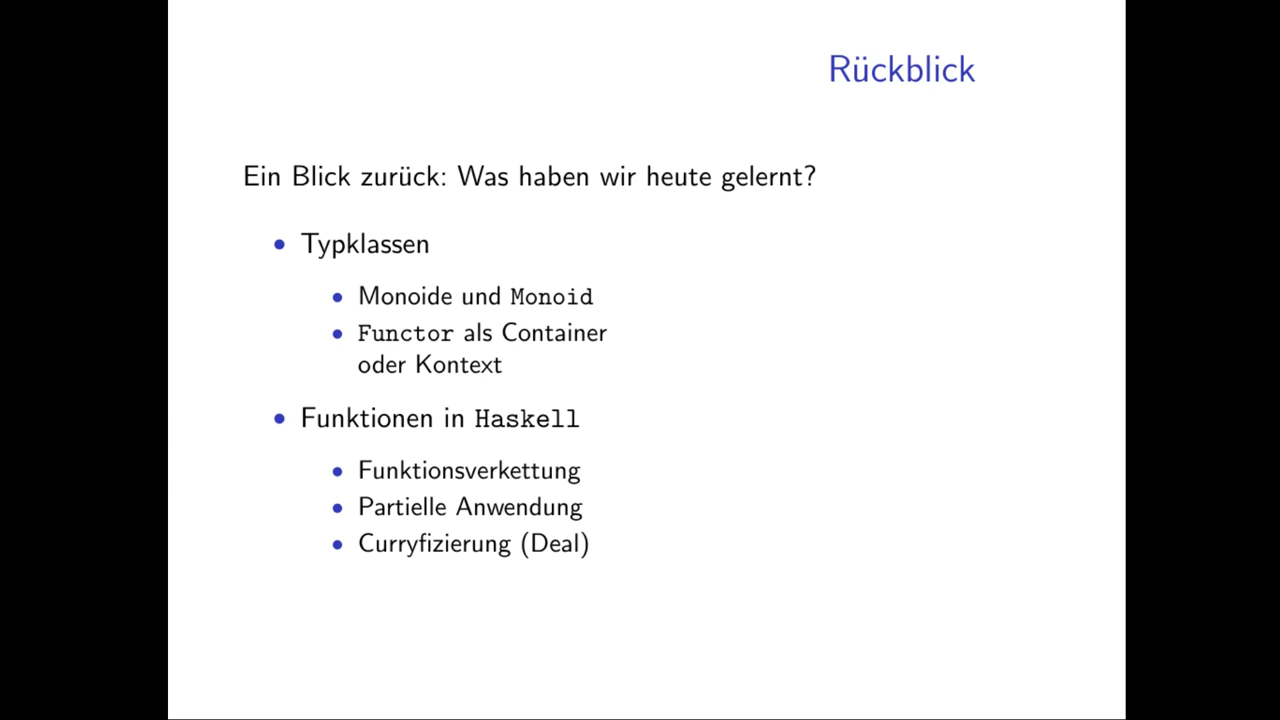 Rückblick
Ein Blick zurück: Was haben wir heute gelernt?
• Typklassen
• Monoide und Monoid
• Functor als Container
oder Kontext
• Funktionen in Haskell
• Funktionsverkettung
• Partielle Anwendung
• Curryfizierung (Deal)